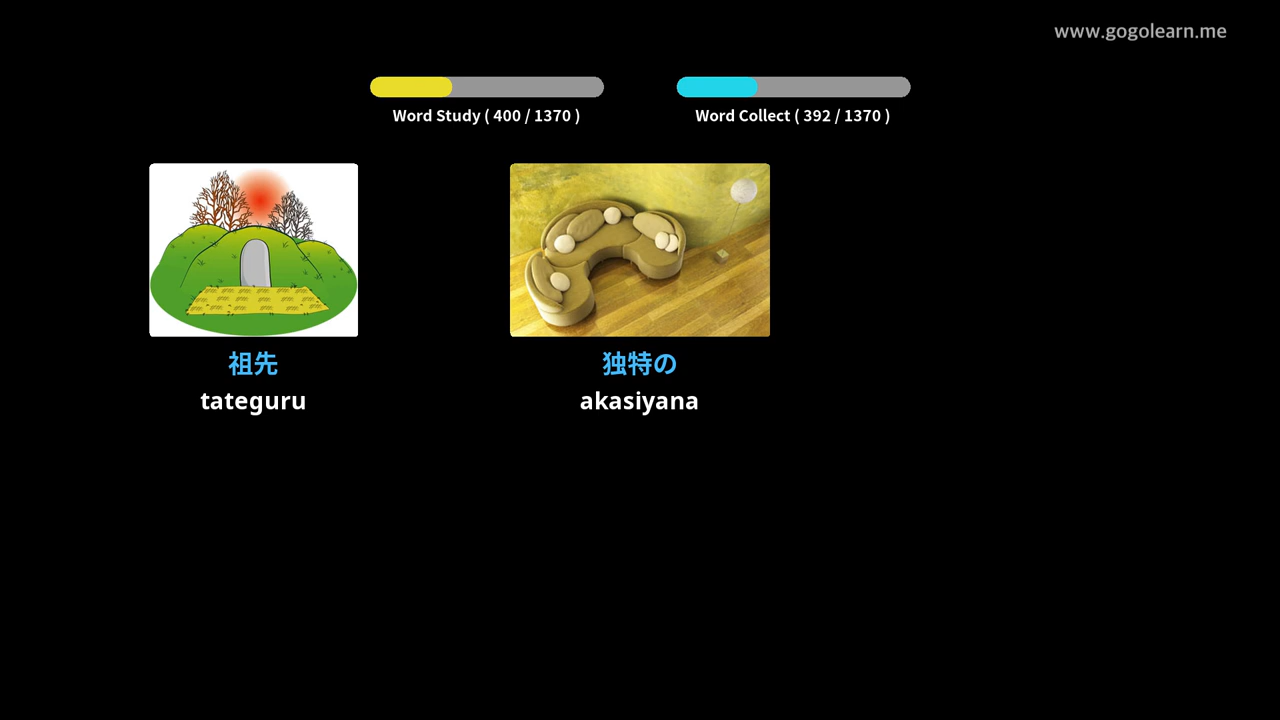 www.gogolearn.me
Word Study ( 400 / 1370 )
Word Collect ( 392 / 1370 )
祖先
tateguru
独特の
akasiyana